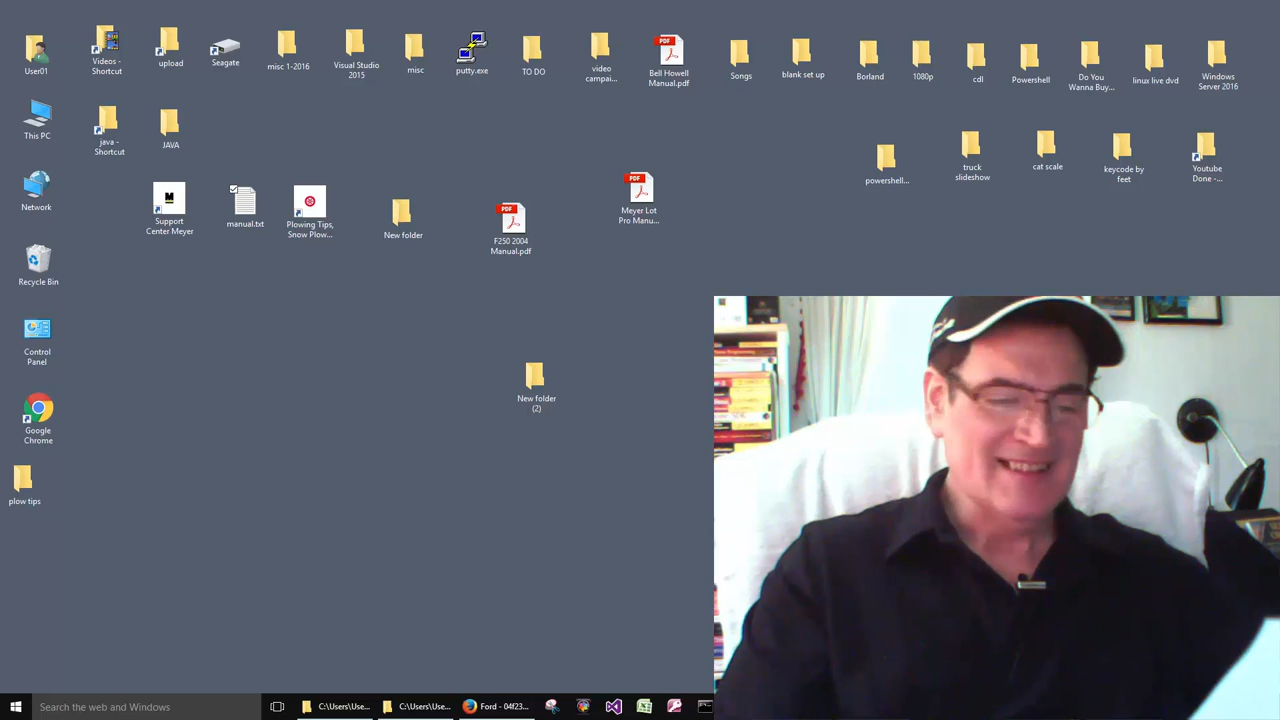 User01
Videos -
Shortcut
upload
Seagate
misc 1-2016
Visual Studio
2015
misc
putty.exe
TO DO
video
campai...
PDF
Bell Howell
Manual.pdf
Songs
blank set up
Borland
1080p
cdl
Powershell
Do You
Wanna Buy...
linux live dvd
Windows
Server 2016
This PC
java -
Shortcut
JAVA
powershell...
truck
slideshow
cat scale
keycode by
feet
Youtube
Done -...
Network
M
Support
Center Meyer
manual.txt
Plowing Tips,
Snow Plow...
New folder
PDF
F250 2004
Manual.pdf
PDF
Meyer Lot
Pro Manu...
Recycle Bin
Control
Panel
New folder
(2)
Google
Chrome
plow tips
Search the web and Windows
C:\Users\Use...
C:\Users\Use...
Ford - 04f23...